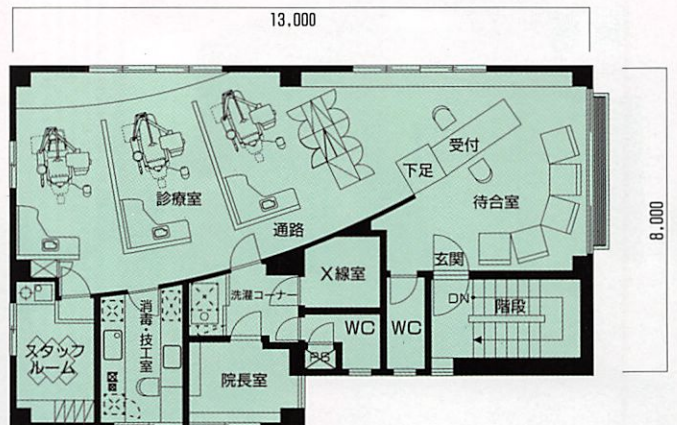 13,000
8,000
受付
下足
診療室
待合室
通路
玄関
X線室
洗濯コーナー
DN
階段
消毒・技工室
WC
WC
PS
スタッフ
ルーム
院長室